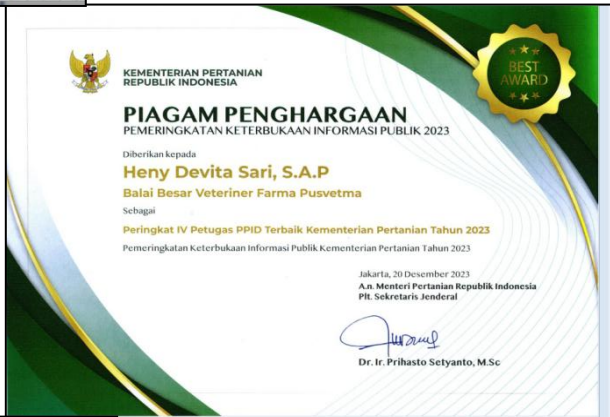 KEMENTERIAN PERTANIAN
REPUBLIK INDONESIA
BEST
AWARD
PIAGAM PENGHARGAAN
PEMERINGKATAN KETERBUKAAN INFORMASI PUBLIK 2023
Diberikan kepada
Heny Devita Sari, S.A.P
Balai Besar Veteriner Farma Pusvetma
Sebagai
Peringkat IV Petugas PPID Terbaik Kementerian Pertanian Tahun 2023
Pemeringkatan Keterbukaan Informasi Publik Kementerian Pertanian Tahun 2023
Jakarta, 20 Desember 2023
A.n. Menteri Pertanian Republik Indonesia
Plt. Sekretaris Jenderal
Dr. Ir. Prihasto Setyanto, M.Sc